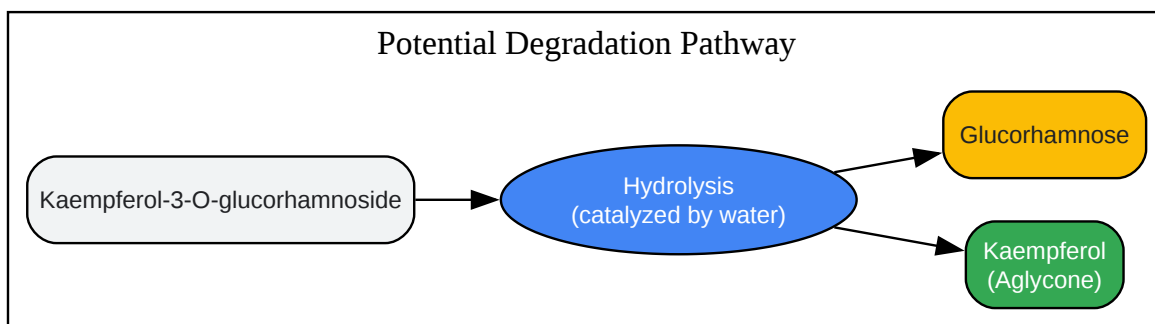 Potential Degradation Pathway
Kaempferol-3-O-glucorhamnoside
Hydrolysis
(catalyzed by water)
Glucorhamnose
Kaempferol
(Aglycone)